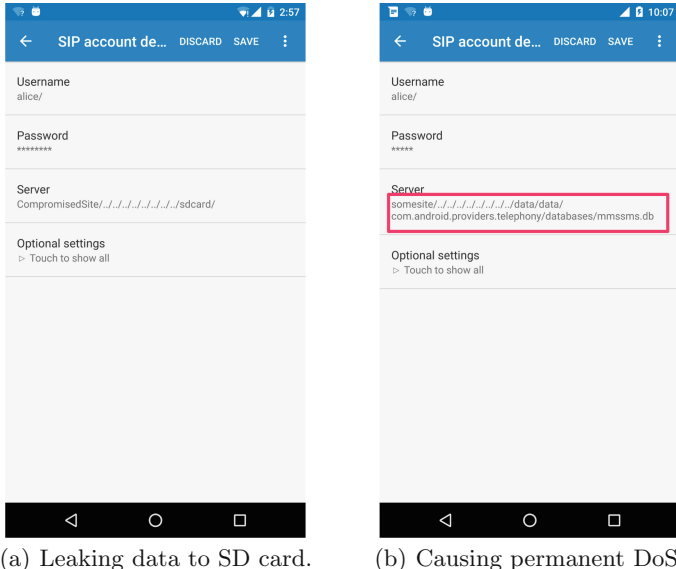 2:57
SIP account de... DISCARD SAVE
Username
alice/
Password
********
Server
CompromisedSite/../../../../../../../../sdcard/
Optional settings
▷ Touch to show all
(a) Leaking data to SD card.
10:07
SIP account de... DISCARD SAVE
Username
alice/
Password
*****
Server
somesite/../../../../../../../../data/data/
com.android.providers.telephony/databases/mmssms.db
Optional settings
▷ Touch to show all
(b) Causing permanent DoS